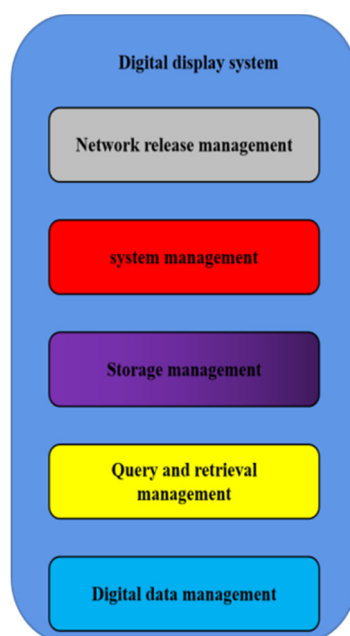 Digital display system
Network release management
system management
Storage management
Query and retrieval
management
Digital data management